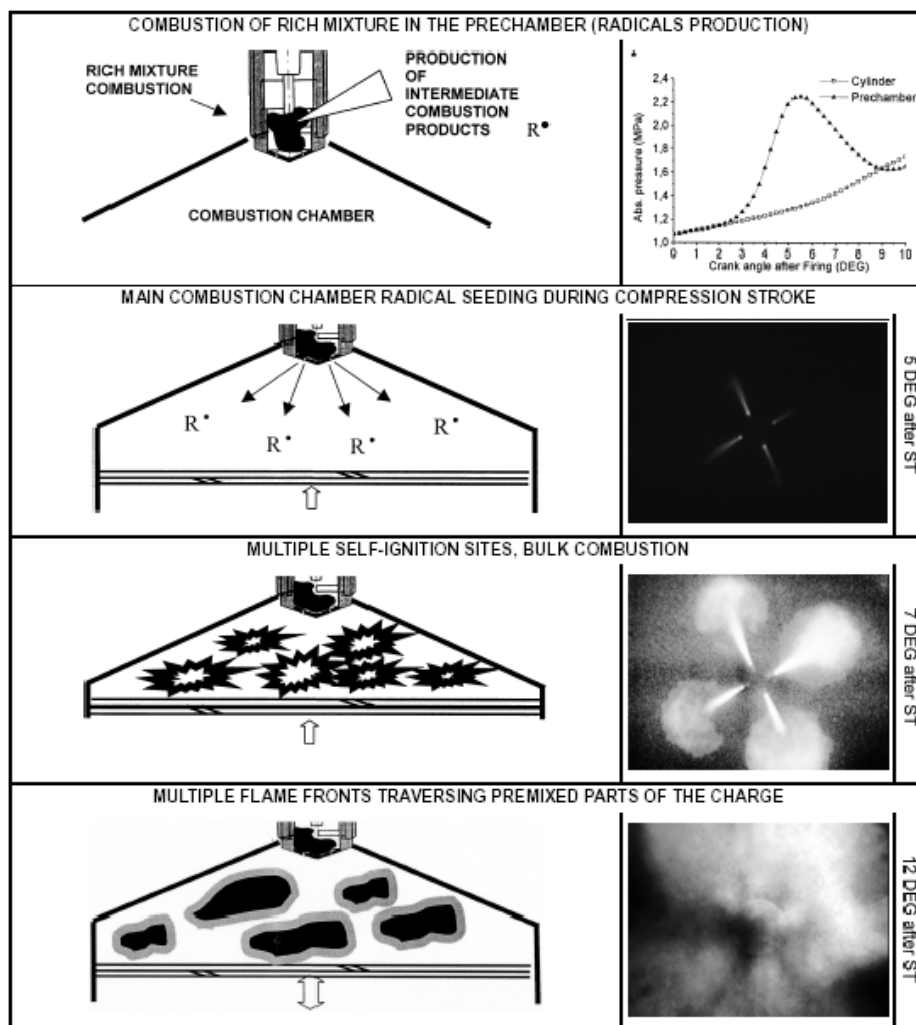 COMBUSTION OF RICH MIXTURE IN THE PRECHAMBER (RADICALS PRODUCTION)
RICH MIXTURE
COMBUSTION
PRODUCTION
OF
INTERMEDIATE
COMBUSTION
PRODUCTS R•
COMBUSTION CHAMBER
Cylinder
Prechamber
Abs. pressure (MPa)
2,4
2,2
2,0
1,8
1,6
1,4
1,2
1,0
0 1 2 3 4 5 6 7 8 9 10
Crank angle after Firing (DEG)
MAIN COMBUSTION CHAMBER RADICAL SEEDING DURING COMPRESSION STROKE
R• R• R• R•
5 DEG after ST
MULTIPLE SELF-IGNITION SITES, BULK COMBUSTION
7 DEG after ST
MULTIPLE FLAME FRONTS TRAVERSING PREMIXED PARTS OF THE CHARGE
12 DEG after ST